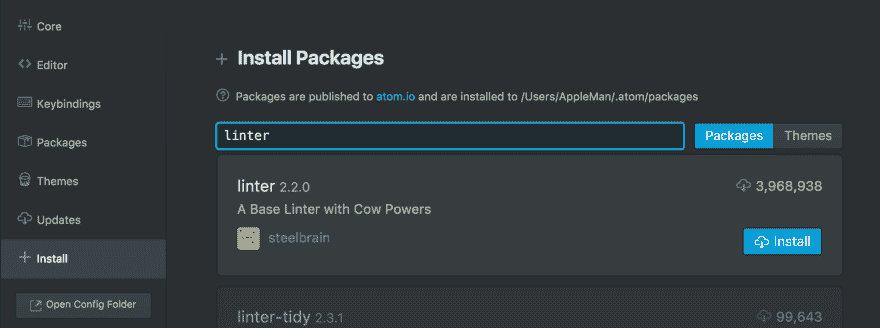 Core
Editor
Keybindings
Packages
Themes
Updates
Install
Open Config Folder
Install Packages
Packages are published to atom.io and are installed to /Users/AppleMan/.atom/packages
linter
Packages Themes
linter 2.2.0
3,968,938
A Base Linter with Cow Powers
steelbrain
Install
linter-tidy 2.3.1
99,643